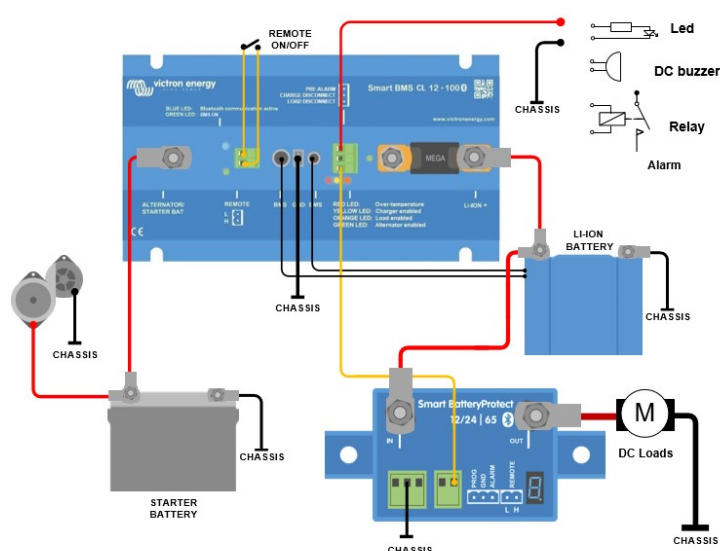 REMOTE
ON/OFF
Led
DC buzzer
CHASSIS
Relay
Alarm
victron energy
BLUE LED: Bluetooth communication active
GREEN LED: BMS ON
PRE-ALARM
CHARGE DISCONNECT
LOAD DISCONNECT
Smart BMS CL 12 - 100
www.victronenergy.com
MEGA
ALTERNATOR/
STARTER BAT
REMOTE
L
H
BMS
GND
BMS
RED LED: Over-temperature
YELLOW LED: Charger enabled
ORANGE LED: Load enabled
GREEN LED: Alternator enabled
Li-ION +
CE
LI-ION
BATTERY
CHASSIS
CHASSIS
CHASSIS
Smart BatteryProtect
12/24 | 65
IN
OUT
M
DC Loads
PROG
GND
ALARM
REMOTE
L H
8
CHASSIS
STARTER
BATTERY
CHASSIS
CHASSIS